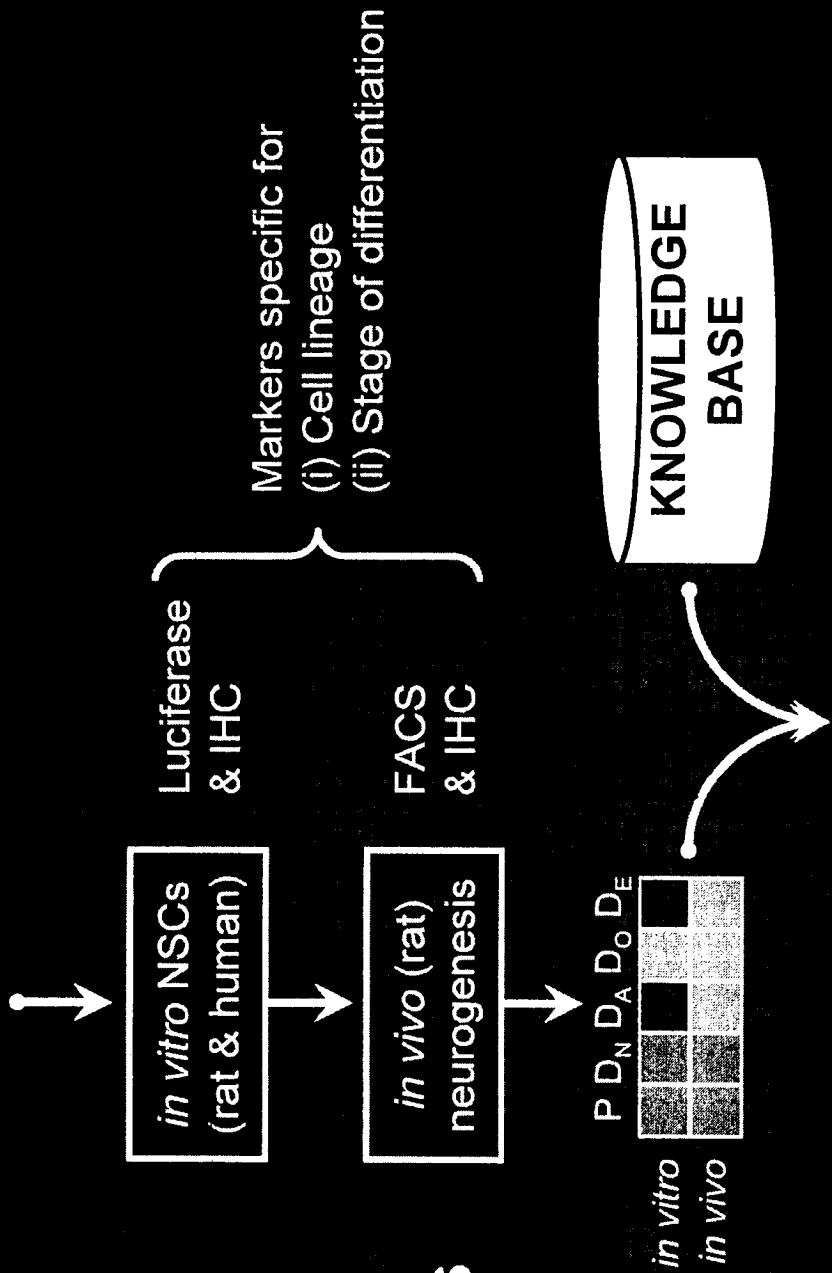 in vitro NSCs
(rat & human)
Luciferase
& IHC
in vivo (rat)
neurogenesis
FACS
& IHC
Markers specific for
(i) Cell lineage
(ii) Stage of differentiation
P D_N D_A D_O D_E
in vitro
in vivo
KNOWLEDGE
BASE